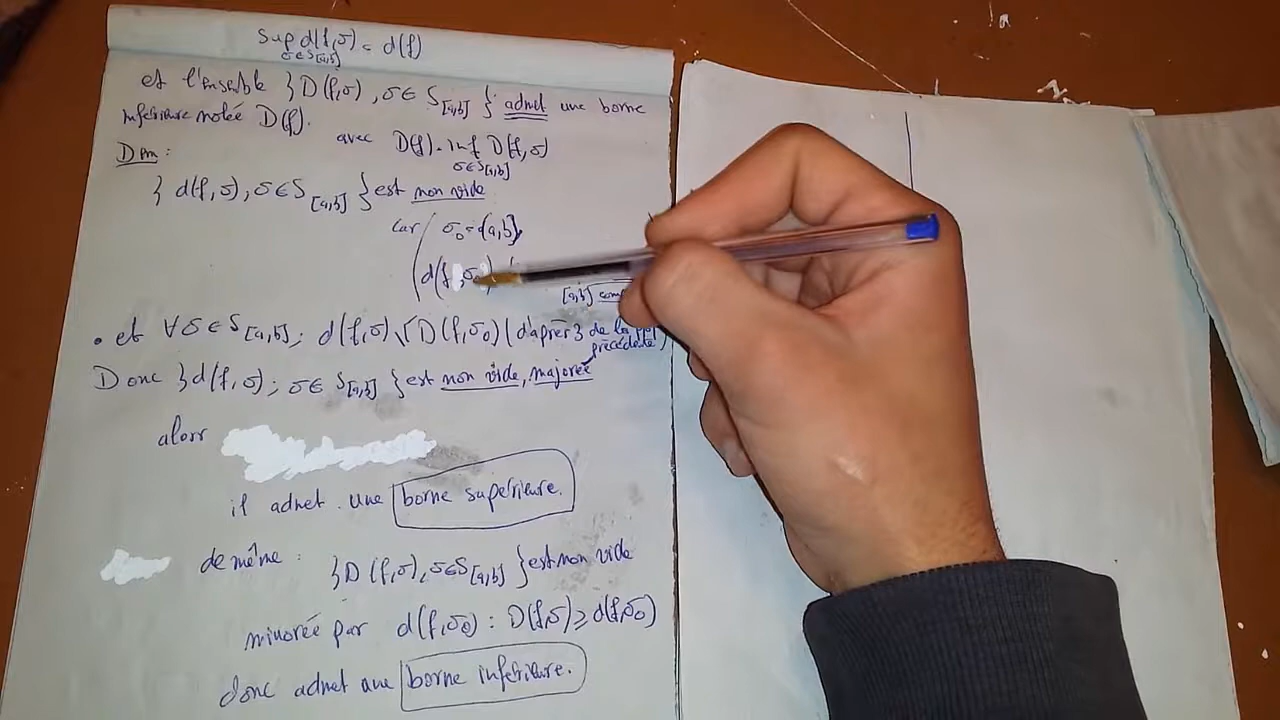 Sup d(f,σ) = d(f)
σ∈S[a,b]
et l'ensemble {D(f,σ), σ∈ S[a,b]} admet une borne
inférieure notée D(f).
avec D(f) = inf D(f,σ)
σ∈S[a,b]
Dm :
{d(f,σ), σ∈S[a,b]} est non vide
car σ₀={a,b}
d(f,σ₀)
[a,b]
• et ∀σ∈S[a,b]; d(f,σ) ⩽ D(f,σ₀) (d'après 3 de la
précédente)
Donc {d(f,σ); σ∈ S[a,b]} est non vide, majorée
alors
il admet une borne supérieure.
de même : {D(f,σ), σ∈S[a,b]} est non vide
minorée par d(f,σ₀) : D(f,σ) ⩾ d(f,σ₀)
donc admet une borne inférieure.